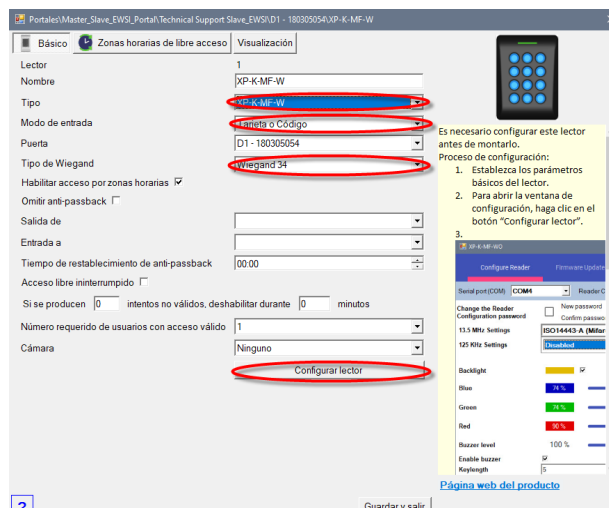 Portales\Master_Slave_EWSI_Portal\Technical Support Slave_EWSI\D1 - 180305054\XP-K-MF-W
Básico
Zonas horarias de libre acceso
Visualización
Lector 1
Nombre XP-K-MF-W
Tipo XP-K-MF-W
Modo de entrada Tarjeta o Código
Puerta D1 - 180305054
Tipo de Wiegand Wiegand 34
Habilitar acceso por zonas horarias
Omitir anti-passback
Salida de
Entrada a
Tiempo de restablecimiento de anti-passback 00:00
Acceso libre ininterrumpido
Si se producen 0 intentos no válidos, deshabilitar durante 0 minutos
Número requerido de usuarios con acceso válido 1
Cámara Ninguno
Configurar lector
Es necesario configurar este lector
antes de montarlo.
Proceso de configuración:
1. Establezca los parámetros
básicos del lector.
2. Para abrir la ventana de
configuración, haga clic en el
botón "Configurar lector".
3.
XP-K-MF-WD
Configure Reader Firmware Update
Serial port (COM) COM4 Reader C
Change the Reader
Configuration password
New password
Confirm passwo
13.5 MHz Settings ISO14443-A (Mifar
125 KHz Settings Disabled
Backlight
Blue 74 %
Green 74 %
Red 90 %
Buzzer level 100 %
Enable buzzer
Keylength 5
Página web del producto
?
Guardar y salir